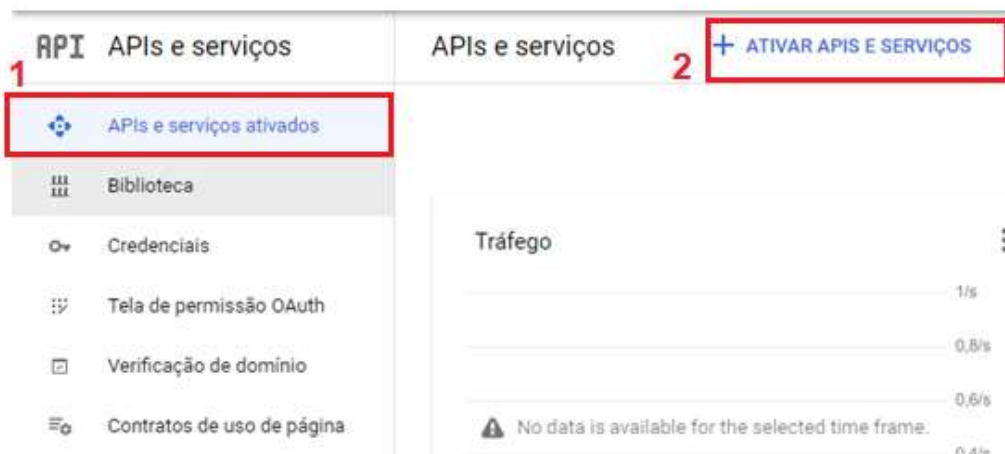 API APIs e serviços
1
APIs e serviços ativados
Biblioteca
Credenciais
Tela de permissão OAuth
Verificação de domínio
Contratos de uso de página
APIs e serviços
2
+ ATIVAR APIS E SERVIÇOS
Tráfego
1/s
0,8/s
0,6/s
No data is available for the selected time frame.
0,4/s